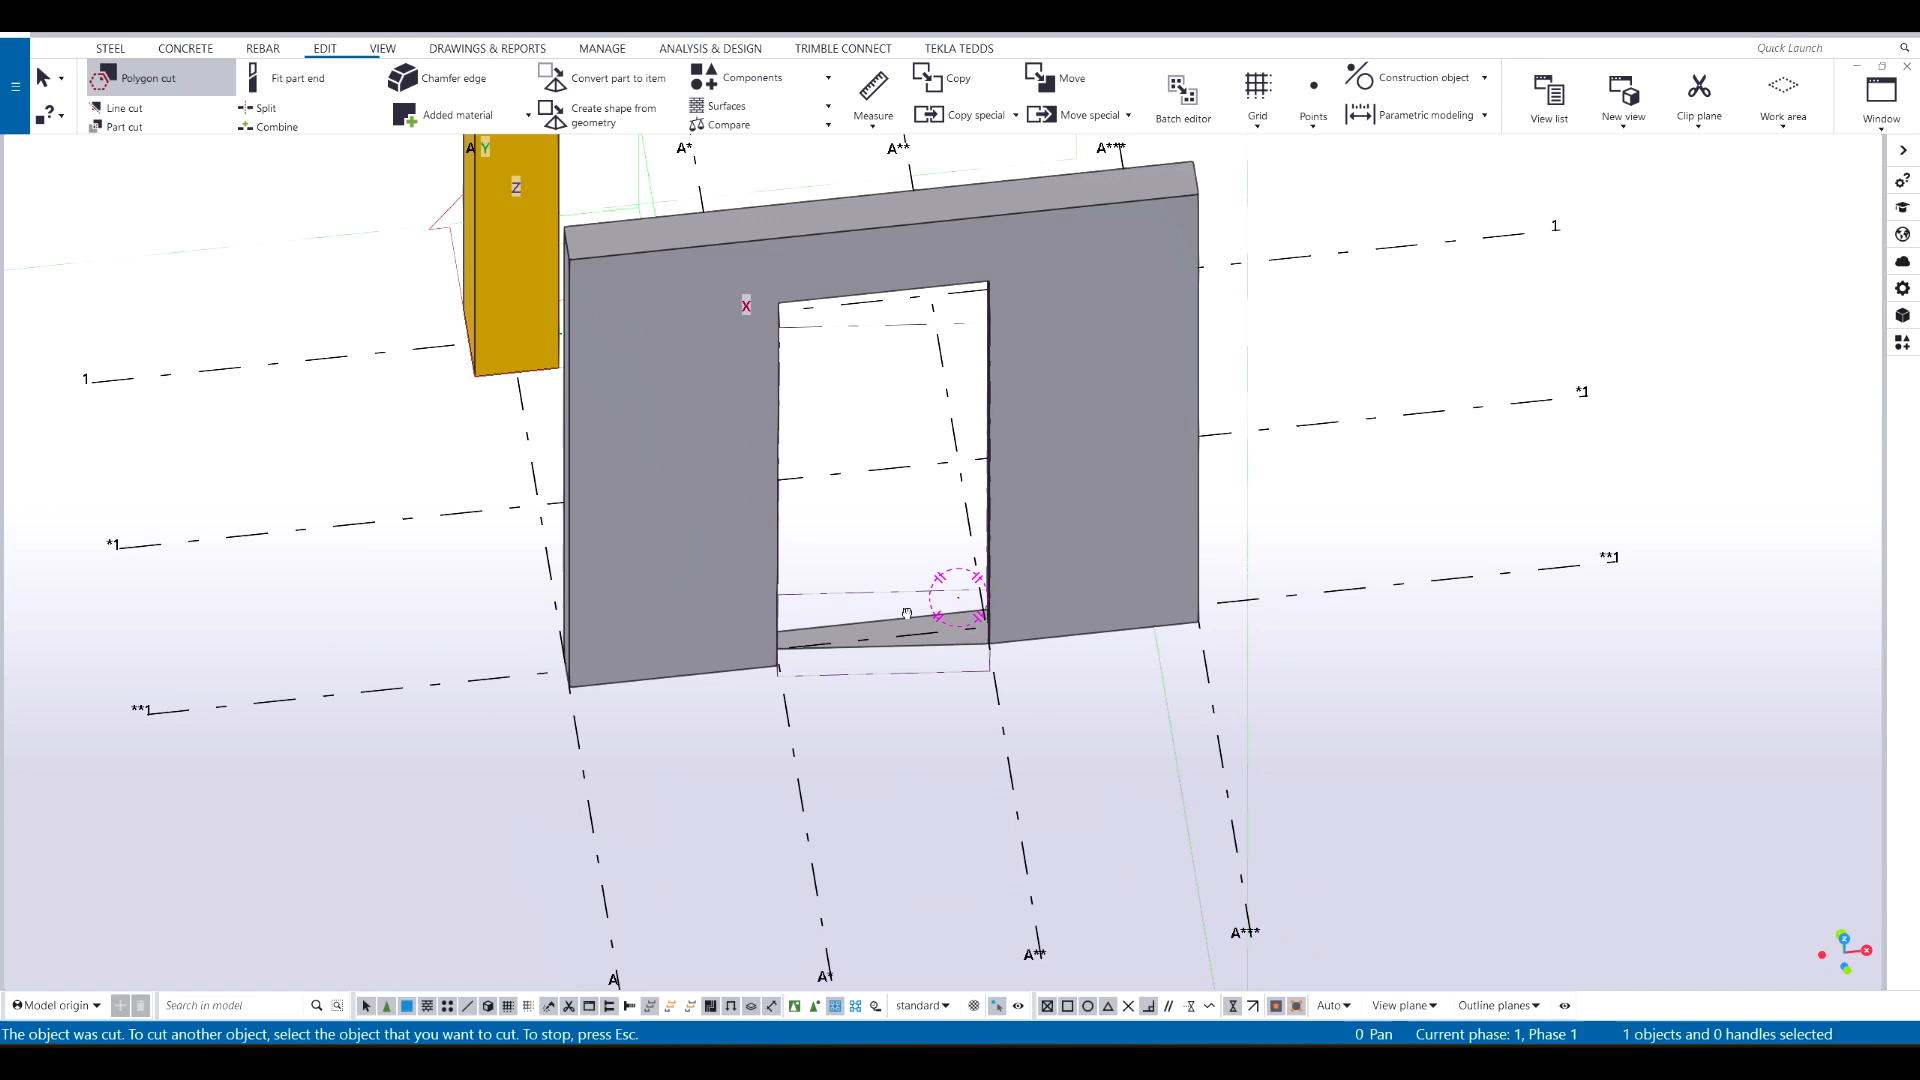 STEEL CONCRETE REBAR EDIT VIEW DRAWINGS & REPORTS MANAGE ANALYSIS & DESIGN TRIMBLE CONNECT TEKLA TEDDS Quick Launch
Polygon cut Fit part end Chamfer edge Convert part to item Components Copy Move Construction object
Line cut Split Added material Create shape from geometry Surfaces Measure Copy special Move special Batch editor Grid Points Parametric modeling View list New view Clip plane Work area Window
Part cut Combine Compare
A Y A* A** A***
Z
1
X
1
*1
*1
**1
**1
A A* A** A***
Z
X
Model origin Search in model standard Auto View plane Outline planes
The object was cut. To cut another object, select the object that you want to cut. To stop, press Esc. 0 Pan Current phase: 1, Phase 1 1 objects and 0 handles selected